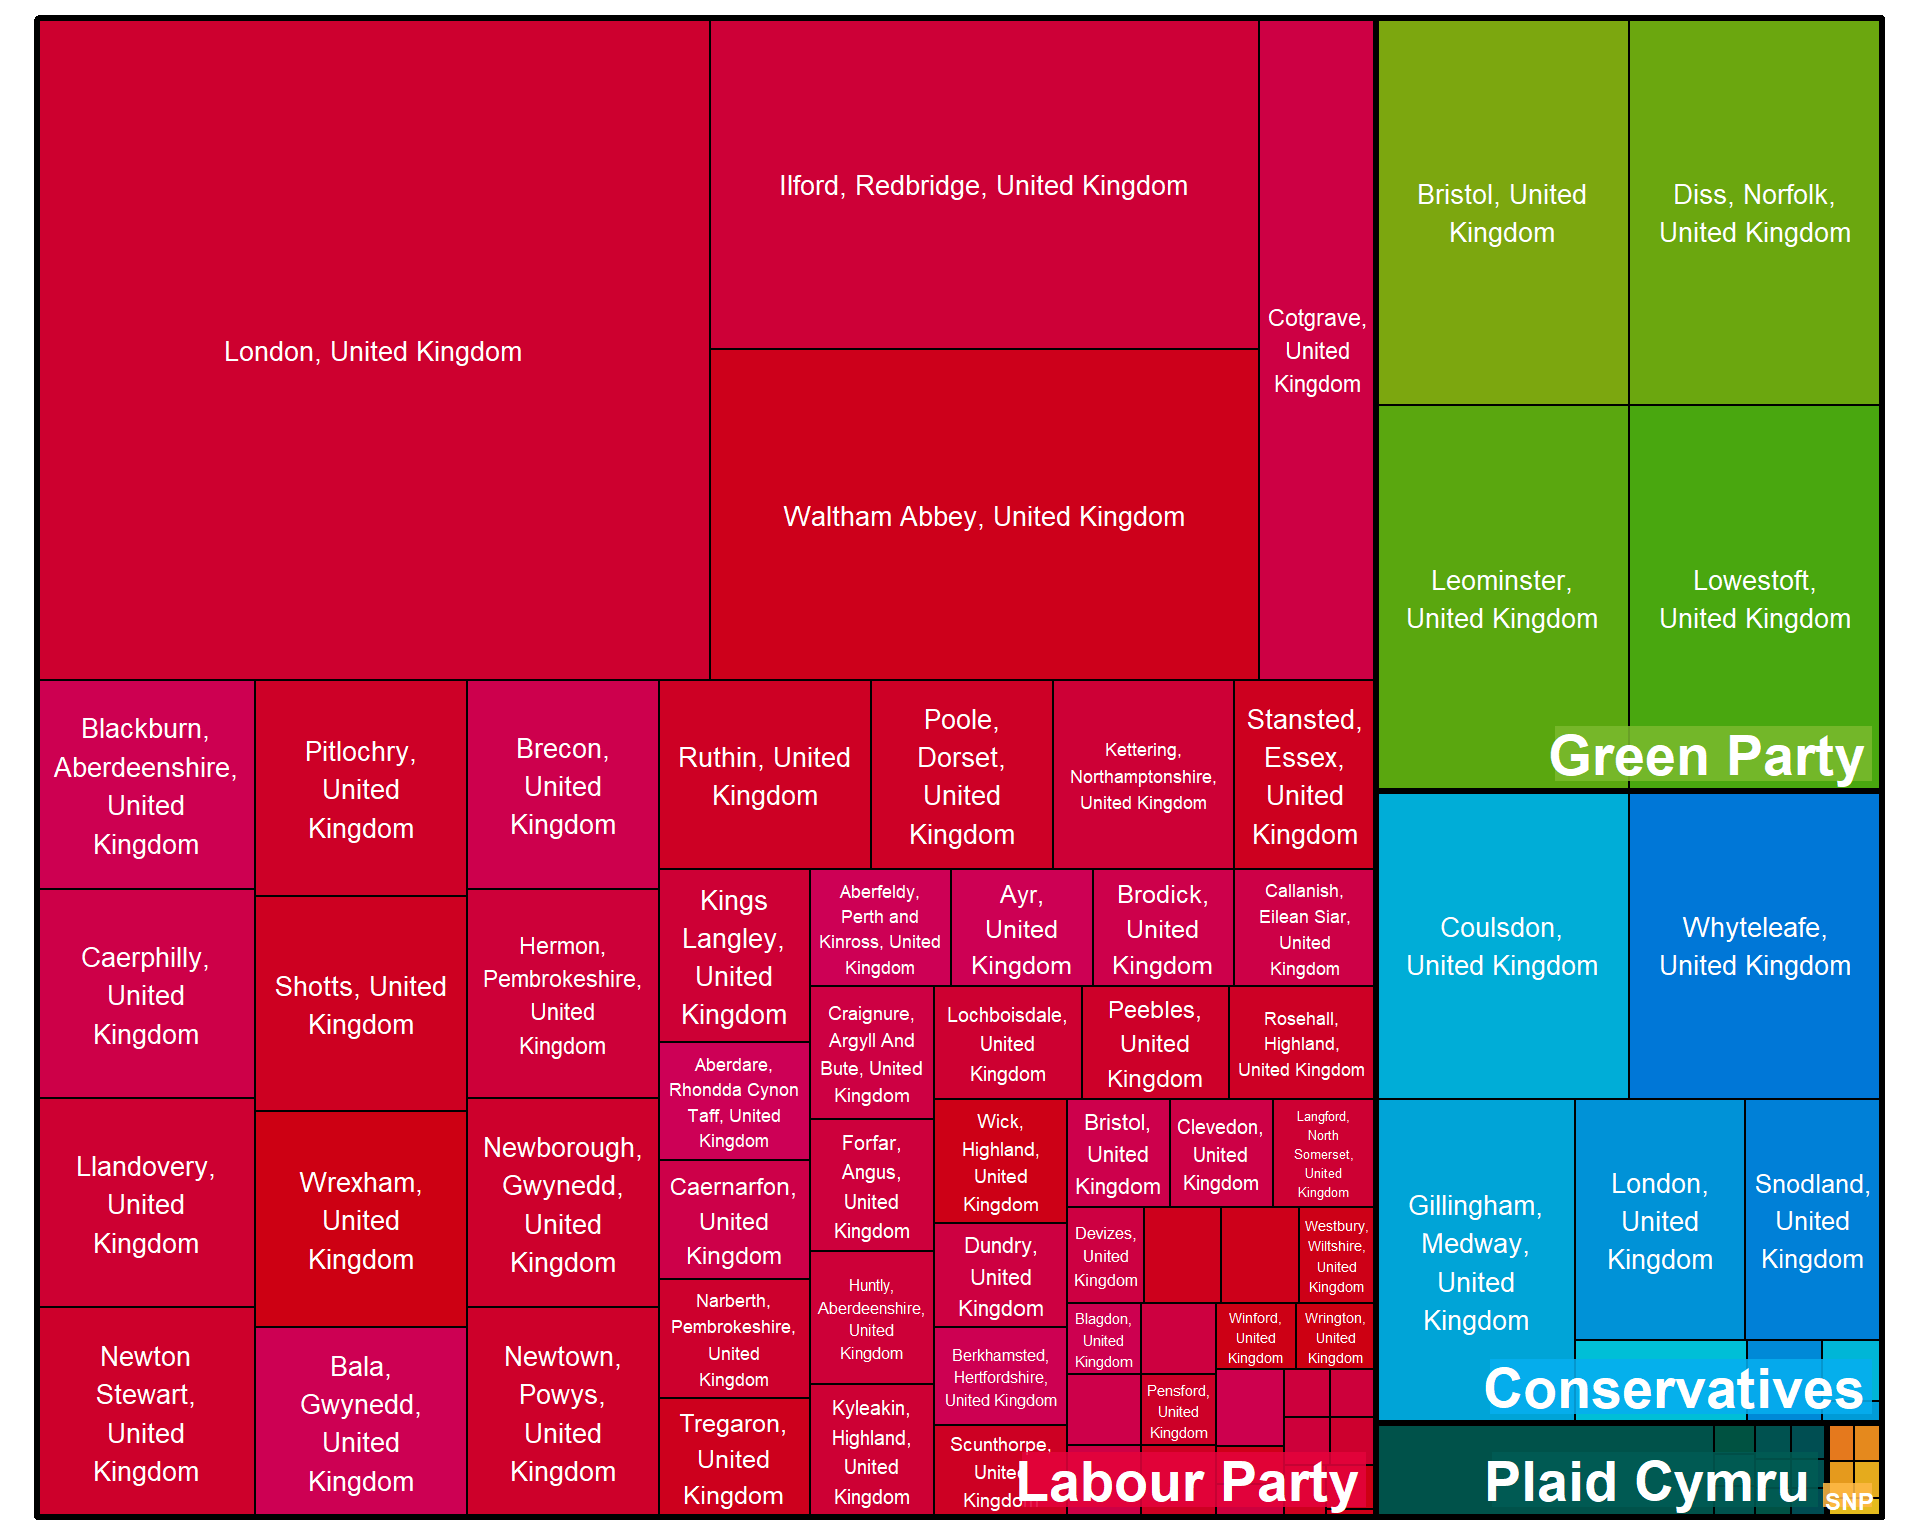 London, United Kingdom
Ilford, Redbridge, United Kingdom
Waltham Abbey, United Kingdom
Cotgrave,
United
Kingdom
Blackburn,
Aberdeenshire,
United
Kingdom
Caerphilly,
United
Kingdom
Llandovery,
United
Kingdom
Newton
Stewart,
United
Kingdom
Pitlochry,
United
Kingdom
Shotts, United
Kingdom
Wrexham,
United
Kingdom
Bala,
Gwynedd,
United
Kingdom
Brecon,
United
Kingdom
Hermon,
Pembrokeshire,
United
Kingdom
Newborough,
Gwynedd,
United
Kingdom
Newtown,
Powys,
United
Kingdom
Ruthin, United
Kingdom
Poole,
Dorset,
United
Kingdom
Kettering,
Northamptonshire,
United Kingdom
Stansted,
Essex,
United
Kingdom
Kings
Langley,
United
Kingdom
Aberdare,
Rhondda Cynon
Taff, United
Kingdom
Caernarfon,
United
Kingdom
Narberth,
Pembrokeshire,
United
Kingdom
Tregaron,
United
Kingdom
Aberfeldy,
Perth and
Kinross, United
Kingdom
Ayr,
United
Kingdom
Brodick,
United
Kingdom
Callanish,
Eilean Siar,
United
Kingdom
Craignure,
Argyll And
Bute, United
Kingdom
Forfar,
Angus,
United
Kingdom
Huntly,
Aberdeenshire,
United
Kingdom
Kyleakin,
Highland,
United
Kingdom
Lochboisdale,
United
Kingdom
Peebles,
United
Kingdom
Rosehall,
Highland,
United Kingdom
Wick,
Highland,
United
Kingdom
Dundry,
United
Kingdom
Berkhamsted,
Hertfordshire,
United Kingdom
Scunthorpe,
United
Kingdom
Bristol,
United
Kingdom
Clevedon,
United
Kingdom
Langford,
North
Somerset,
United
Kingdom
Devizes,
United
Kingdom
Westbury,
Wiltshire,
United
Kingdom
Blagdon,
United
Kingdom
Winford,
United
Kingdom
Wrington,
United
Kingdom
Pensford,
United
Kingdom
Labour Party
Bristol, United
Kingdom
Diss, Norfolk,
United Kingdom
Leominster,
United Kingdom
Lowestoft,
United Kingdom
Green Party
Coulsdon,
United Kingdom
Whyteleafe,
United Kingdom
Gillingham,
Medway,
United
Kingdom
London,
United
Kingdom
Snodland,
United
Kingdom
Conservatives
Plaid Cymru
SNP